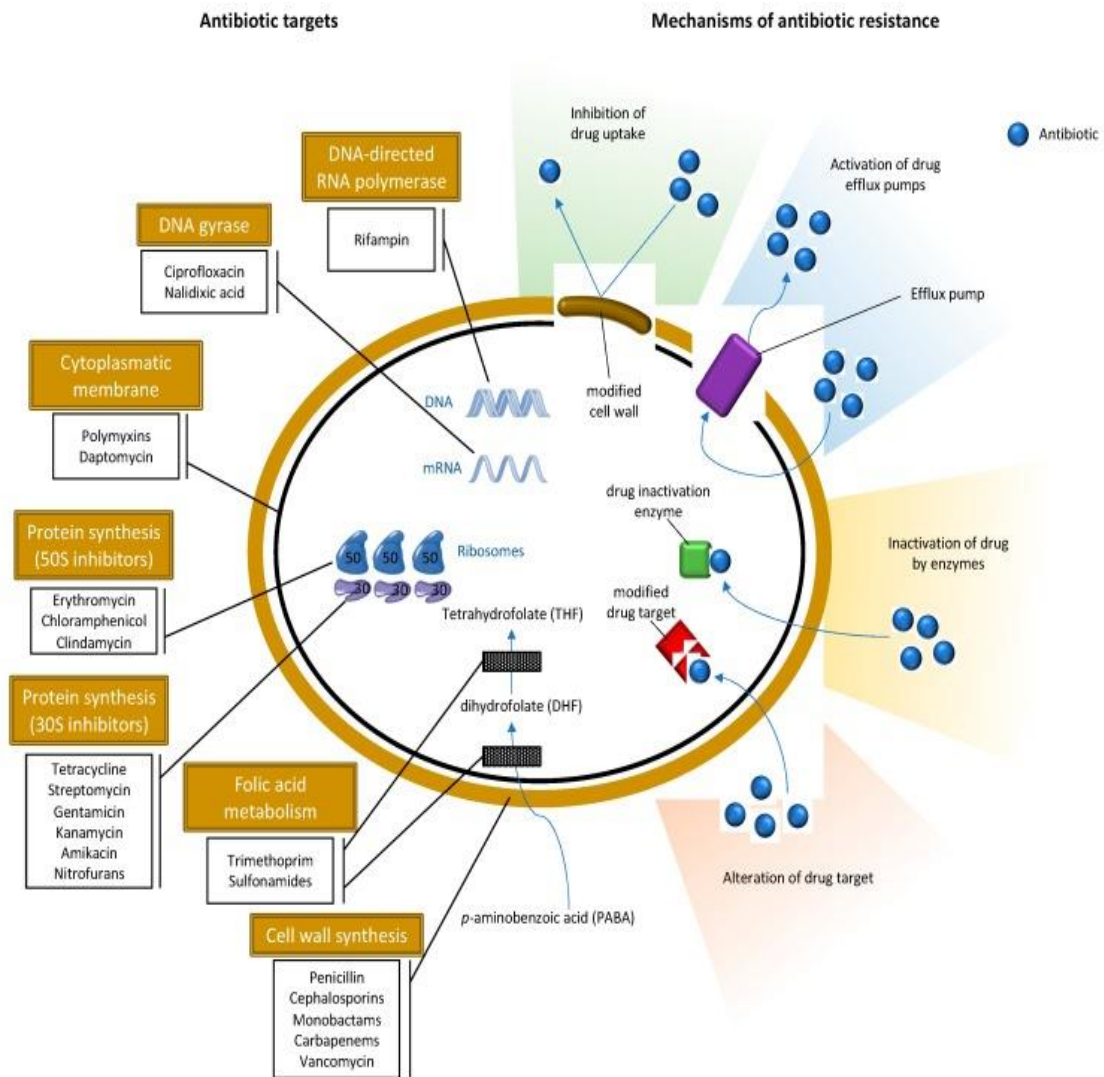 Antibiotic targets
Mechanisms of antibiotic resistance
Inhibition of
drug uptake
Antibiotic
DNA-directed
RNA polymerase
Rifampin
Activation of drug
efflux pumps
DNA gyrase
Ciprofloxacin
Nalidixic acid
Efflux pump
Cytoplasmatic
membrane
Polymyxins
Daptomycin
modified
cell wall
DNA
mRNA
drug inactivation
enzyme
Protein synthesis
(50S inhibitors)
Erythromycin
Chloramphenicol
Clindamycin
50 50 50
Ribosomes
30 30 30
Inactivation of drug
by enzymes
modified
drug target
Tetrahydrofolate (THF)
dihydrofolate (DHF)
Protein synthesis
(30S inhibitors)
Tetracycline
Streptomycin
Gentamicin
Kanamycin
Amikacin
Nitrofurans
Folic acid
metabolism
Trimethoprim
Sulfonamides
Alteration of drug target
p-aminobenzoic acid (PABA)
Cell wall synthesis
Penicillin
Cephalosporins
Monobactams
Carbapenems
Vancomycin